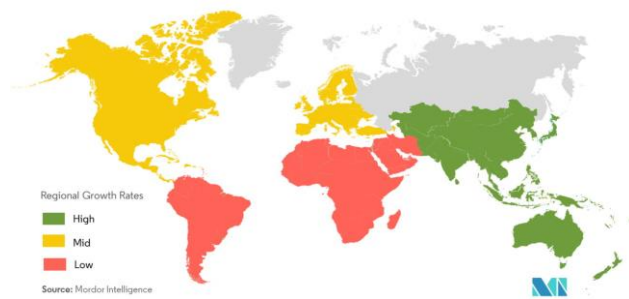 Regional Growth Rates
High
Mid
Low
Source: Mordor Intelligence